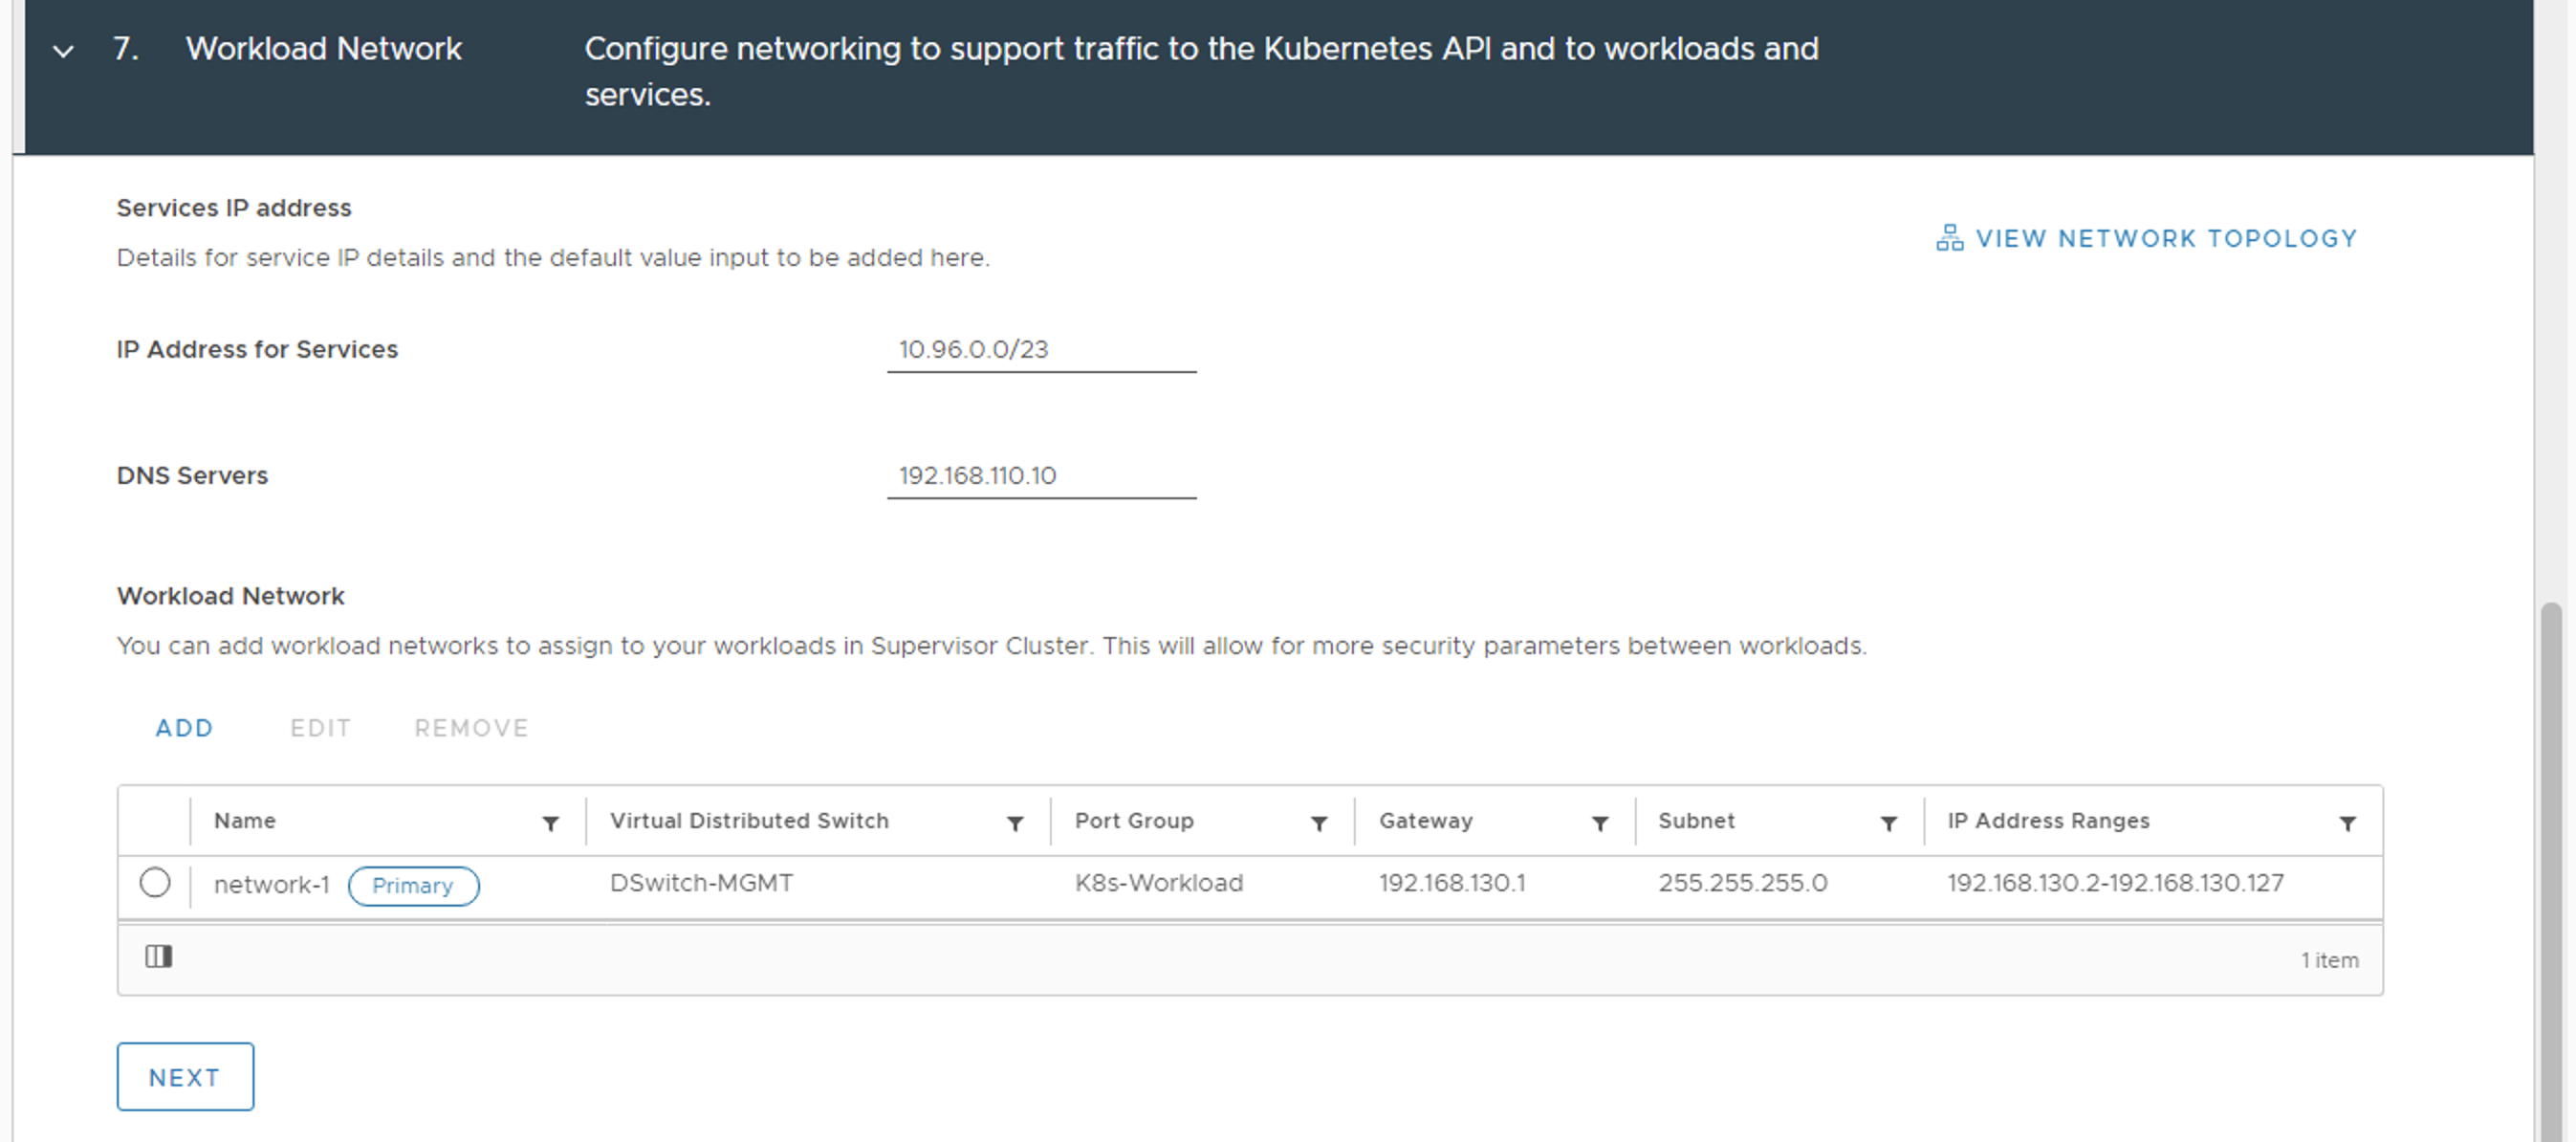 7. Workload Network Configure networking to support traffic to the Kubernetes API and to workloads and
services.
Services IP address
VIEW NETWORK TOPOLOGY
Details for service IP details and the default value input to be added here.
IP Address for Services 10.96.0.0/23
DNS Servers 192.168.110.10
Workload Network
You can add workload networks to assign to your workloads in Supervisor Cluster. This will allow for more security parameters between workloads.
ADD EDIT REMOVE
Name Virtual Distributed Switch Port Group Gateway Subnet IP Address Ranges
network-1 Primary DSwitch-MGMT K8s-Workload 192.168.130.1 255.255.255.0 192.168.130.2-192.168.130.127
1 item
NEXT